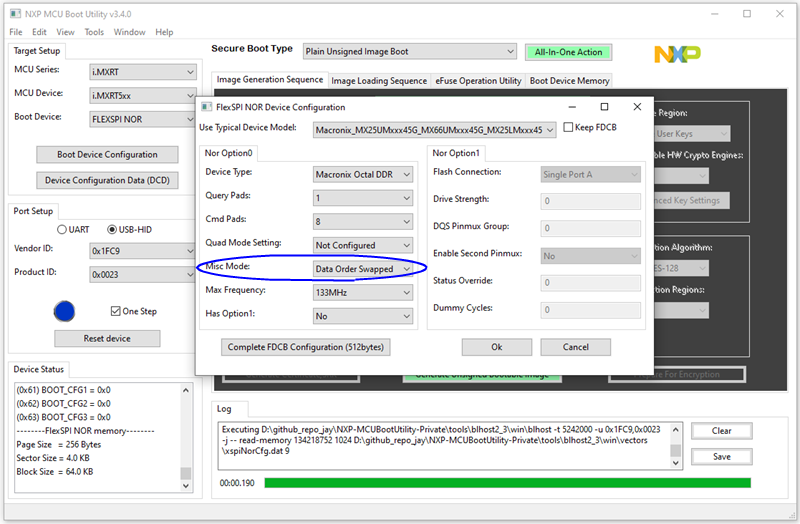 NXP MCU Boot Utility v3.4.0
File Edit View Tools Window Help
Target Setup
MCU Series: i.MXRT
MCU Device: i.MXRT5xx
Boot Device: FLEXSPI NOR
Boot Device Configuration
Device Configuration Data (DCD)
Port Setup
UART USB-HID
Vendor ID: 0x1FC9
Product ID: 0x0023
One Step
Reset device
Device Status
(0x61) BOOT_CFG1 = 0x0
(0x62) BOOT_CFG2 = 0x0
(0x63) BOOT_CFG3 = 0x0
--------FlexSPI NOR memory--------
Page Size = 256 Bytes
Sector Size = 4.0 KB
Block Size = 64.0 KB
Secure Boot Type Plain Unsigned Image Boot All-In-One Action NXP
Image Generation Sequence Image Loading Sequence eFuse Operation Utility Boot Device Memory
FlexSPI NOR Device Configuration
Use Typical Device Model: Macronix_MX25UMxxx45G_MX66UMxxx45G_MX25LMxxx45 Keep FDCB
Nor Option0
Device Type: Macronix Octal DDR
Query Pads: 1
Cmd Pads: 8
Quad Mode Setting: Not Configured
Misc Mode: Data Order Swapped
Max Frequency: 133MHz
Has Option1: No
Nor Option1
Flash Connection: Single Port A
Drive Strength: 0
DQS Pinmux Group: 0
Enable Second Pinmux: No
Status Override: 0
Dummy Cycles: 0
Complete FDCB Configuration (512bytes) Ok Cancel
Region:
User Keys
HW Crypto Engines:
Key Settings
Algorithm:
ES-128
Regions:
Generate Unsigned Bootable Image
For Encryption
Log
Executing D:\github_repo_jay\NXP-MCUBootUtility-Private\tools\blhost2_3\win\blhost -t 5242000 -u 0x1FC9,0x0023
-j -- read-memory 134218752 1024 D:\github_repo_jay\NXP-MCUBootUtility-Private\tools\blhost2_3\win\vectors
\xspiNorCfg.dat 9
Clear
Save
00:00.190